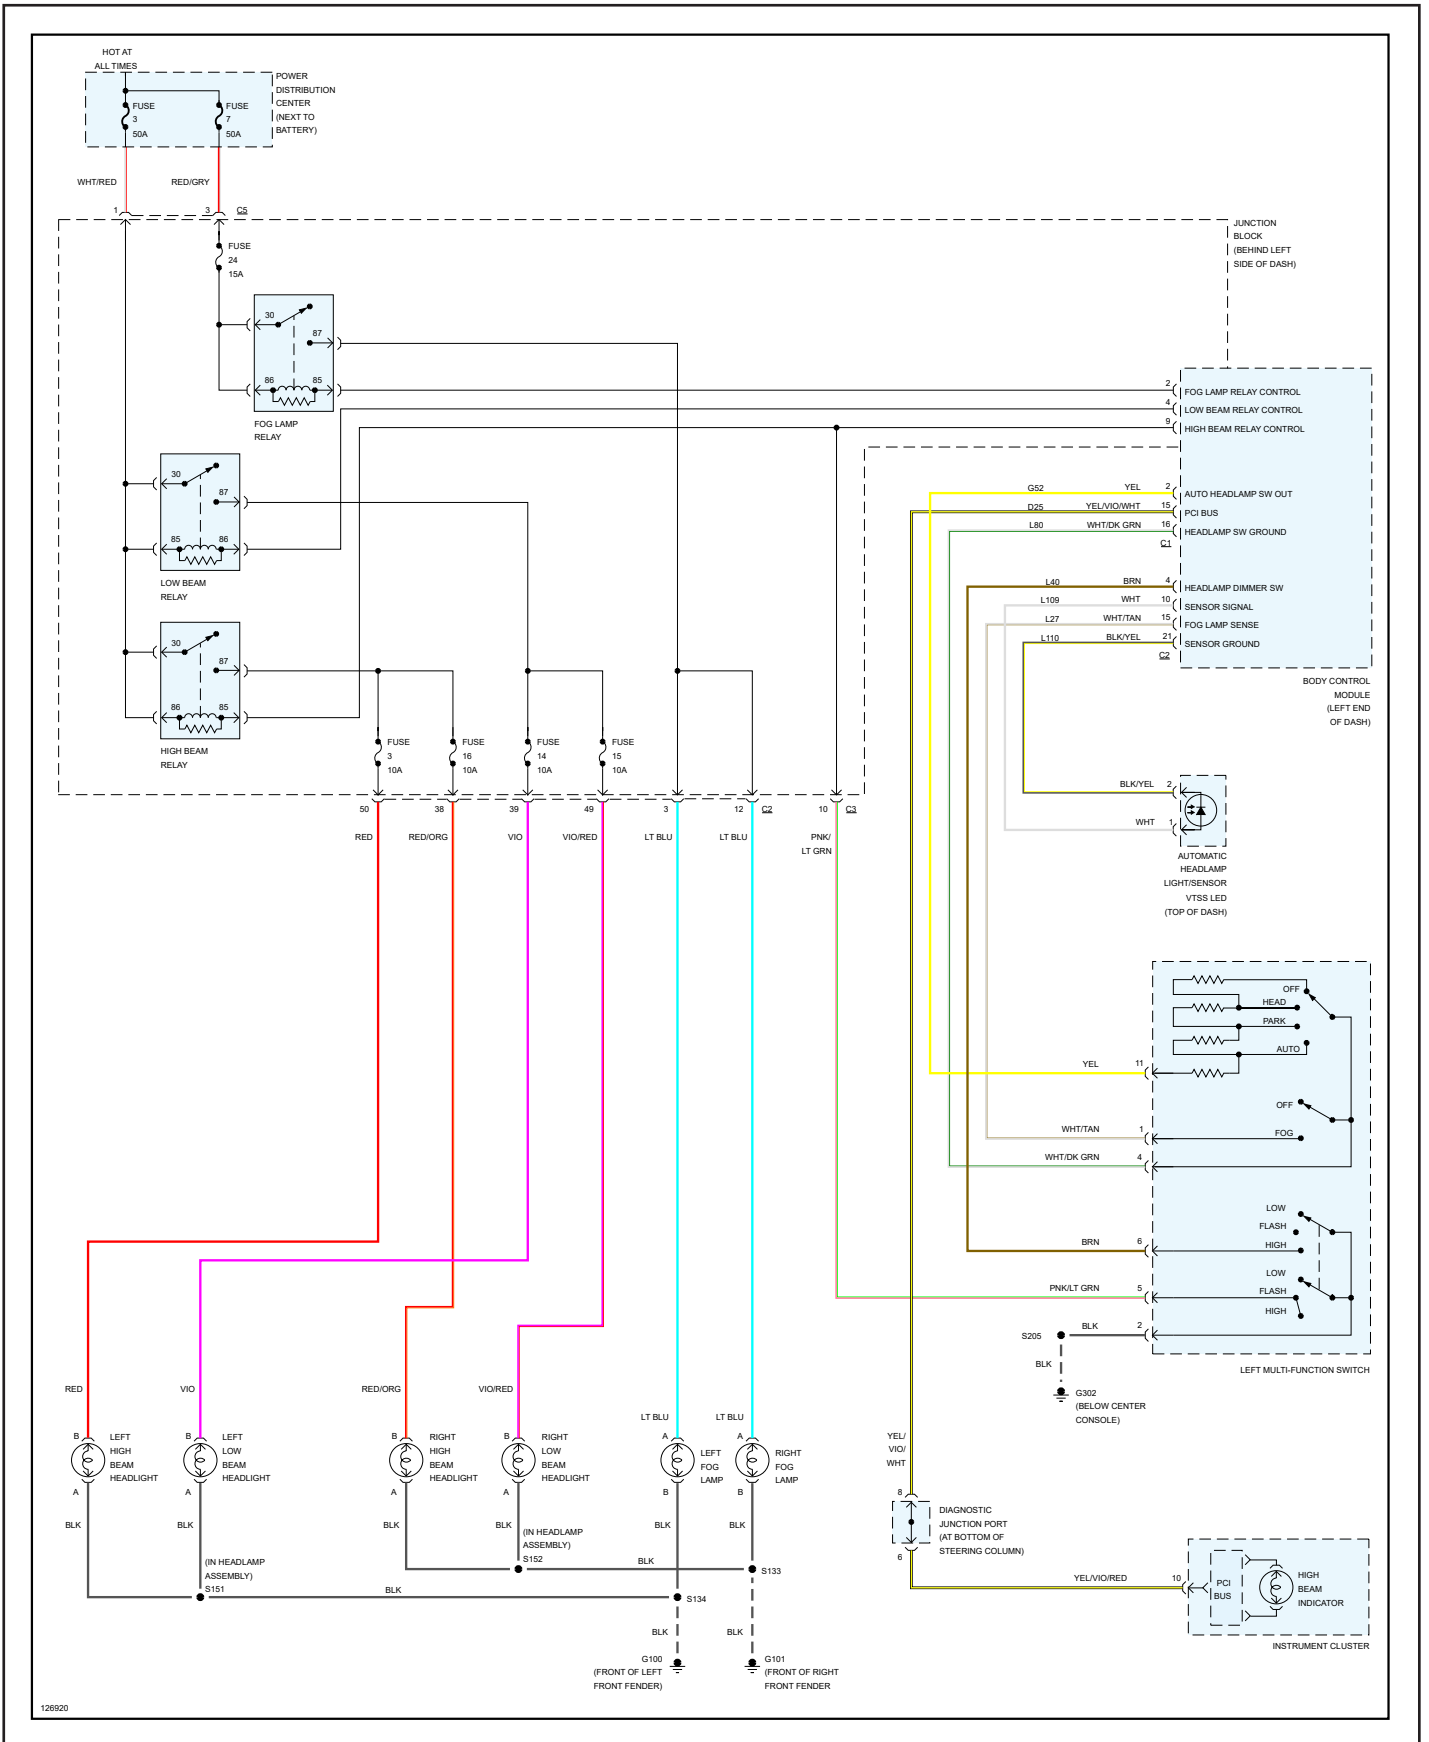 HOT AT
ALL TIMES
FUSE
3
50A
FUSE
7
50A
POWER
DISTRIBUTION
CENTER
(NEXT TO
BATTERY)
WHT/RED
RED/GRY
1
3
C5
FUSE
24
15A
JUNCTION
BLOCK
(BEHIND LEFT
SIDE OF DASH)
30
87
86
85
FOG LAMP
RELAY
2
FOG LAMP RELAY CONTROL
4
LOW BEAM RELAY CONTROL
9
HIGH BEAM RELAY CONTROL
30
87
85
86
LOW BEAM
RELAY
G52
YEL
2
AUTO HEADLAMP SW OUT
D25
YEL/VIO/WHT
15
PCI BUS
L80
WHT/DK GRN
16
HEADLAMP SW GROUND
C1
L40
BRN
4
HEADLAMP DIMMER SW
L109
WHT
10
SENSOR SIGNAL
L27
WHT/TAN
15
FOG LAMP SENSE
L110
BLK/YEL
21
SENSOR GROUND
C2
BODY CONTROL
MODULE
(LEFT END
OF DASH)
30
87
86
85
HIGH BEAM
RELAY
FUSE
3
10A
FUSE
16
10A
FUSE
14
10A
FUSE
15
10A
50
38
39
49
3
12
C2
10
C3
RED
RED/ORG
VIO
VIO/RED
LT BLU
LT BLU
PNK/
LT GRN
BLK/YEL
2
WHT
1
AUTOMATIC
HEADLAMP
LIGHT/SENSOR
VTSS LED
(TOP OF DASH)
OFF
HEAD
PARK
AUTO
YEL
11
OFF
FOG
WHT/TAN
1
WHT/DK GRN
4
LOW
FLASH
HIGH
BRN
6
LOW
FLASH
HIGH
PNK/LT GRN
5
BLK
2
S205
BLK
G302
(BELOW CENTER
CONSOLE)
LEFT MULTI-FUNCTION SWITCH
RED
VIO
RED/ORG
VIO/RED
LT BLU
LT BLU
B
LEFT
HIGH
BEAM
HEADLIGHT
A
B
LEFT
LOW
BEAM
HEADLIGHT
A
B
RIGHT
HIGH
BEAM
HEADLIGHT
A
B
RIGHT
LOW
BEAM
HEADLIGHT
A
A
LEFT
FOG
LAMP
B
A
RIGHT
FOG
LAMP
B
YEL/
VIO/
WHT
8
DIAGNOSTIC
JUNCTION PORT
(AT BOTTOM OF
STEERING COLUMN)
6
BLK
BLK
BLK
BLK
BLK
BLK
(IN HEADLAMP
ASSEMBLY)
S152
BLK
S133
(IN HEADLAMP
ASSEMBLY)
S151
BLK
S134
BLK
BLK
G100
(FRONT OF LEFT
FRONT FENDER)
G101
(FRONT OF RIGHT
FRONT FENDER
YEL/VIO/RED
10
PCI
BUS
HIGH
BEAM
INDICATOR
INSTRUMENT CLUSTER
126920